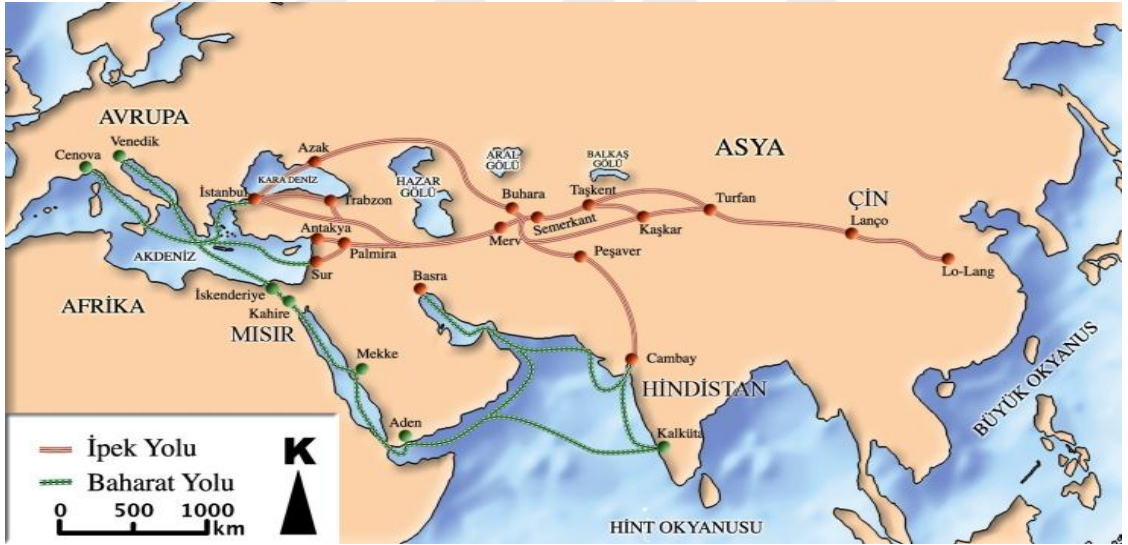 AVRUPA
Venedik
Cenova
Azak
KARA DENİZ
İstanbul
Trabzon
HAZAR
GÖLÜ
ARAL
GÖLÜ
BALKAŞ
GÖLÜ
ASYA
Buhara
Taşkent
Semerkant
Merv
Kaşkar
Turfan
ÇİN
Lanço
Lo-Lang
Antakya
Palmira
AKDENİZ
Sur
Peşaver
Basra
İskenderiye
Kahire
AFRİKA
MISIR
Mekke
Cambay
HİNDİSTAN
Aden
Kalküta
BÜYÜK OKYANUS
HİNT OKYANUSU
İpek Yolu
Baharat Yolu
K
0 500 1000
km